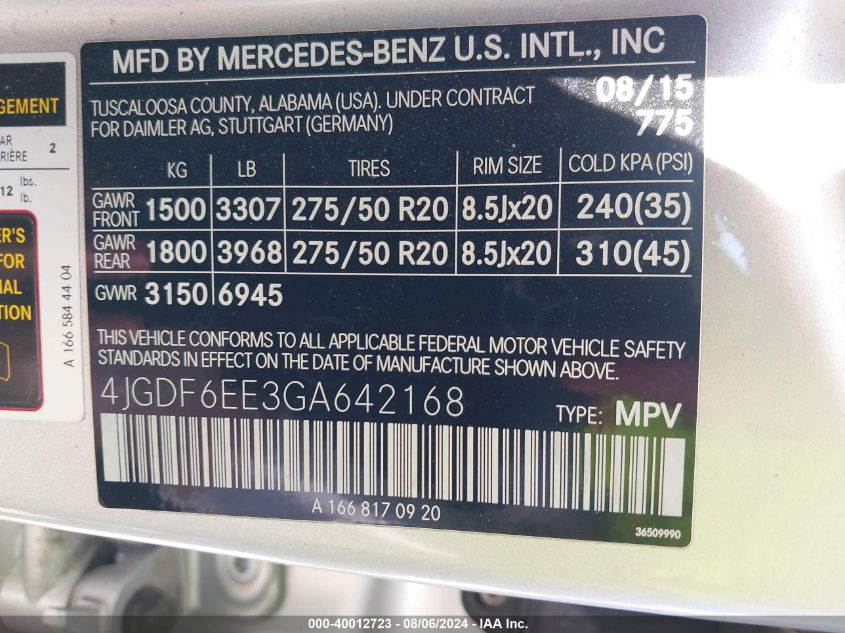 MFD BY MERCEDES-BENZ U.S. INTL., INC
TUSCALOOSA COUNTY, ALABAMA (USA). UNDER CONTRACT
FOR DAIMLER AG, STUTTGART (GERMANY)
08/15
775
KG LB TIRES RIM SIZE COLD KPA (PSI)
GAWR FRONT 1500 3307 275/50 R20 8.5Jx20 240(35)
GAWR REAR 1800 3968 275/50 R20 8.5Jx20 310(45)
GVWR 3150 6945
THIS VEHICLE CONFORMS TO ALL APPLICABLE FEDERAL MOTOR VEHICLE SAFETY
STANDARDS IN EFFECT ON THE DATE OF MANUFACTURE SHOWN ABOVE.
4JGDF6EE3GA642168
TYPE: MPV
A 166 817 09 20
36509990
2
12 lbs.
lb.
FOR
A 166 584 44 04
000-40012723 - 08/06/2024 - IAA Inc.